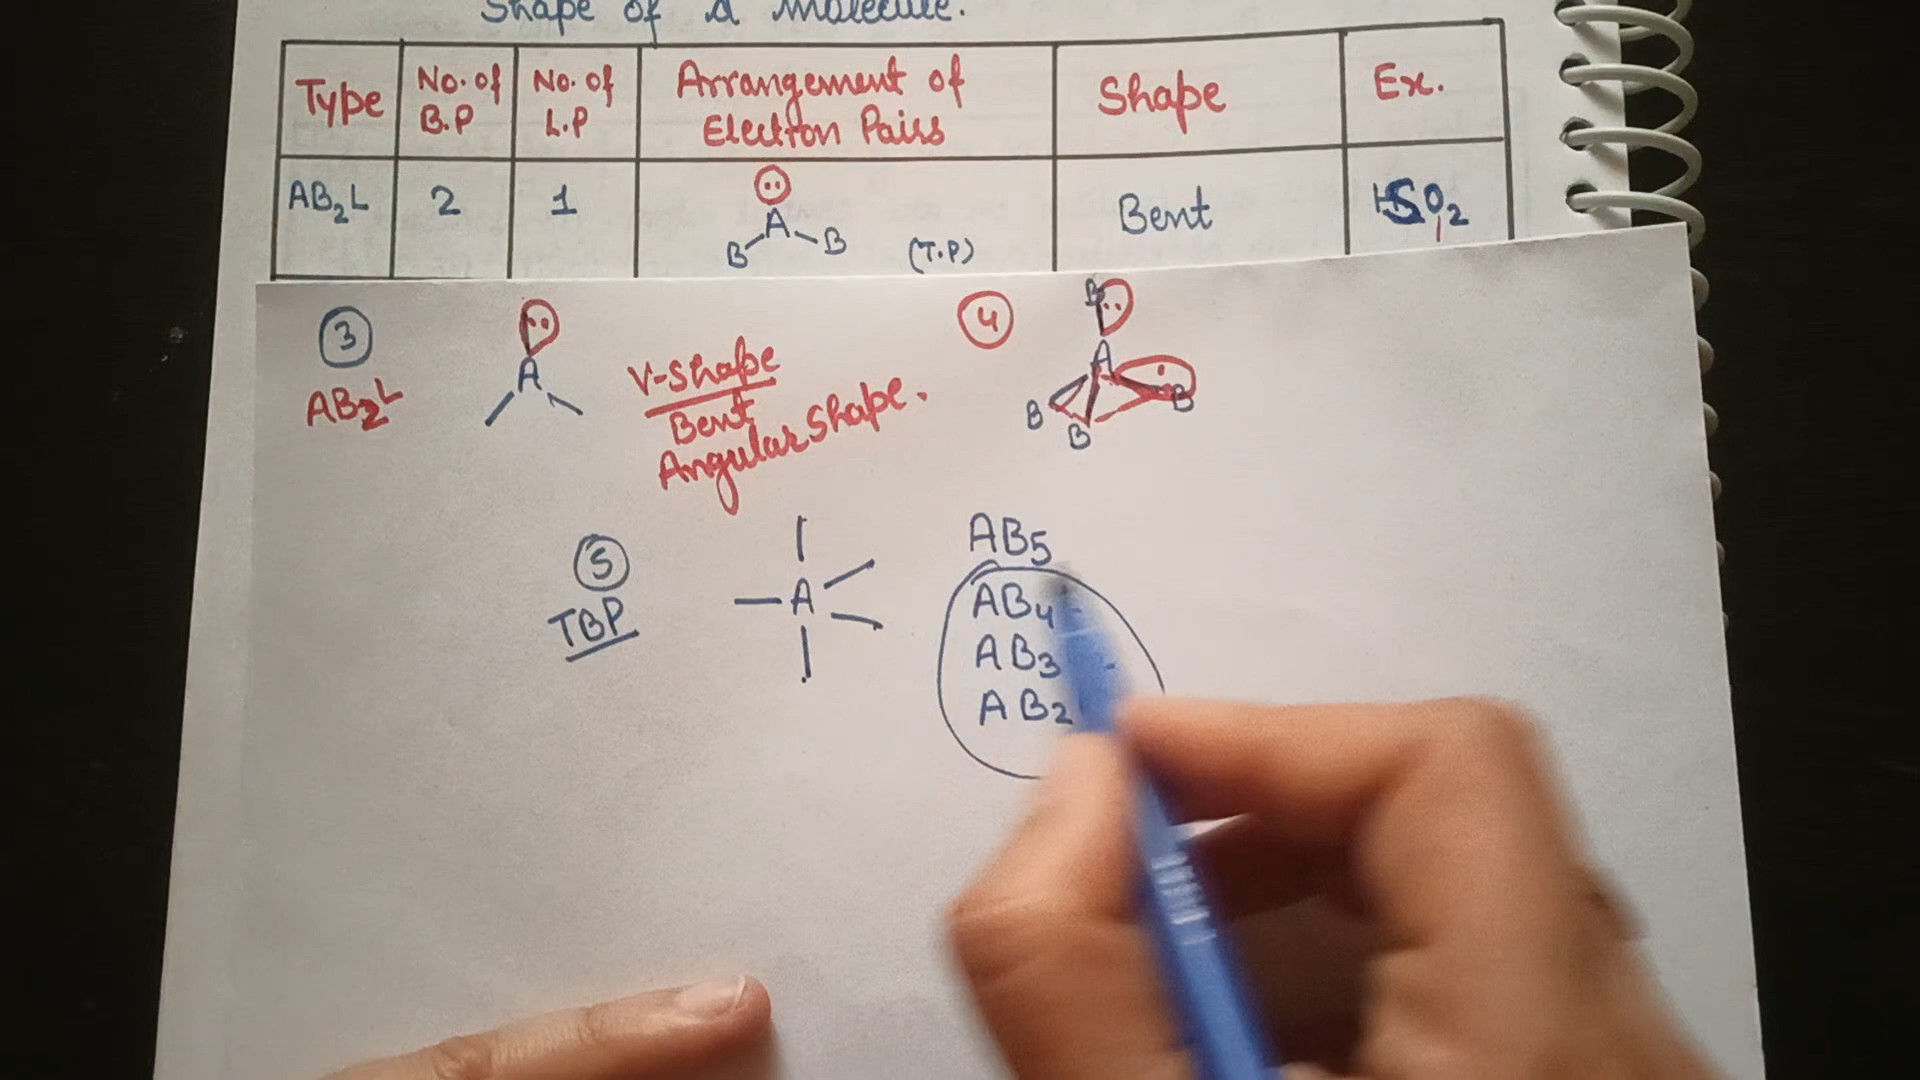 Shape of A Molecule.
Type No. of B.P No. of L.P Arrangement of Electron Pairs Shape Ex.
AB2L 2 1 A B B (T.P) Bent SO2
3
AB2L
A
V-Shape
Bent
Angular Shape.
4
B
A
B
B
B
5
TBP
A
AB5
AB4
AB3
AB2